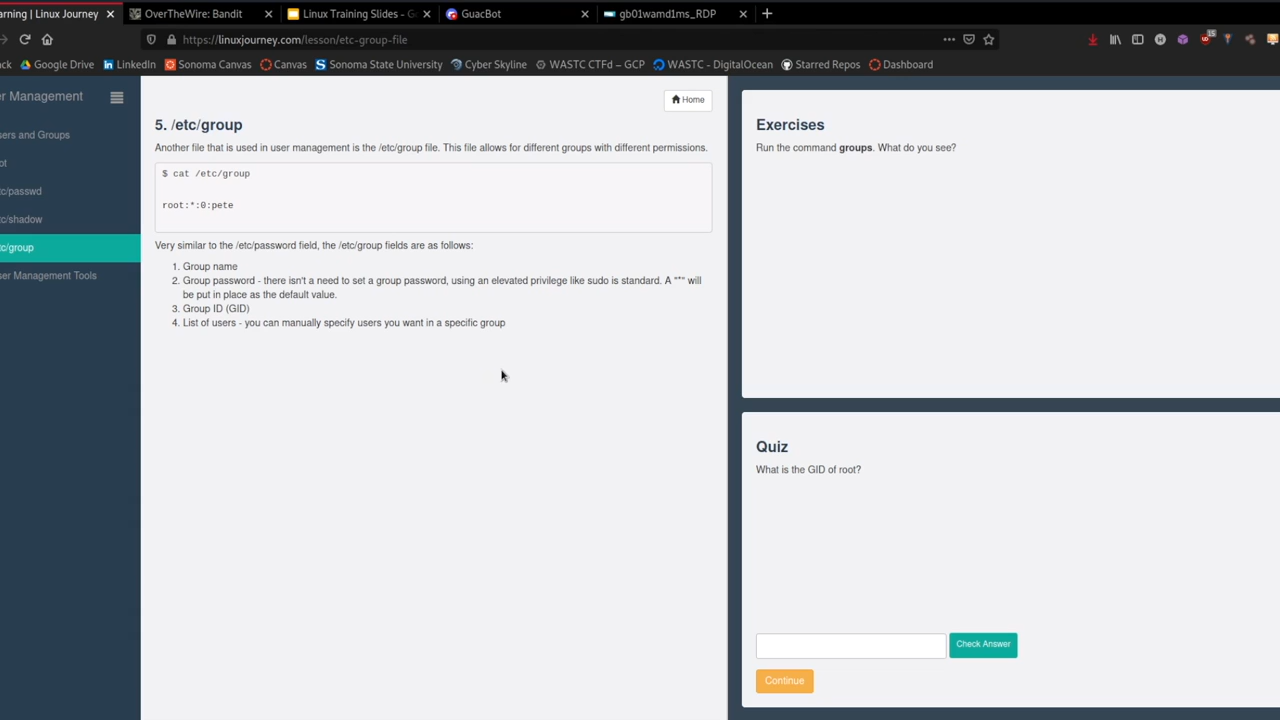 arning | Linux Journey
OverTheWire: Bandit
Linux Training Slides - Go
GuacBot
gb01wamd1ms_RDP
https://linuxjourney.com/lesson/etc-group-file
ack
Google Drive
LinkedIn
Sonoma Canvas
Canvas
Sonoma State University
Cyber Skyline
WASTC CTFd – GCP
WASTC - DigitalOcean
Starred Repos
Dashboard
er Management
sers and Groups
ot
tc/passwd
tc/shadow
tc/group
ser Management Tools
Home
5. /etc/group
Another file that is used in user management is the /etc/group file. This file allows for different groups with different permissions.
$ cat /etc/group
root:*:0:pete
Very similar to the /etc/password field, the /etc/group fields are as follows:
1. Group name
2. Group password - there isn't a need to set a group password, using an elevated privilege like sudo is standard. A "*" will
be put in place as the default value.
3. Group ID (GID)
4. List of users - you can manually specify users you want in a specific group
Exercises
Run the command groups. What do you see?
Quiz
What is the GID of root?
Check Answer
Continue